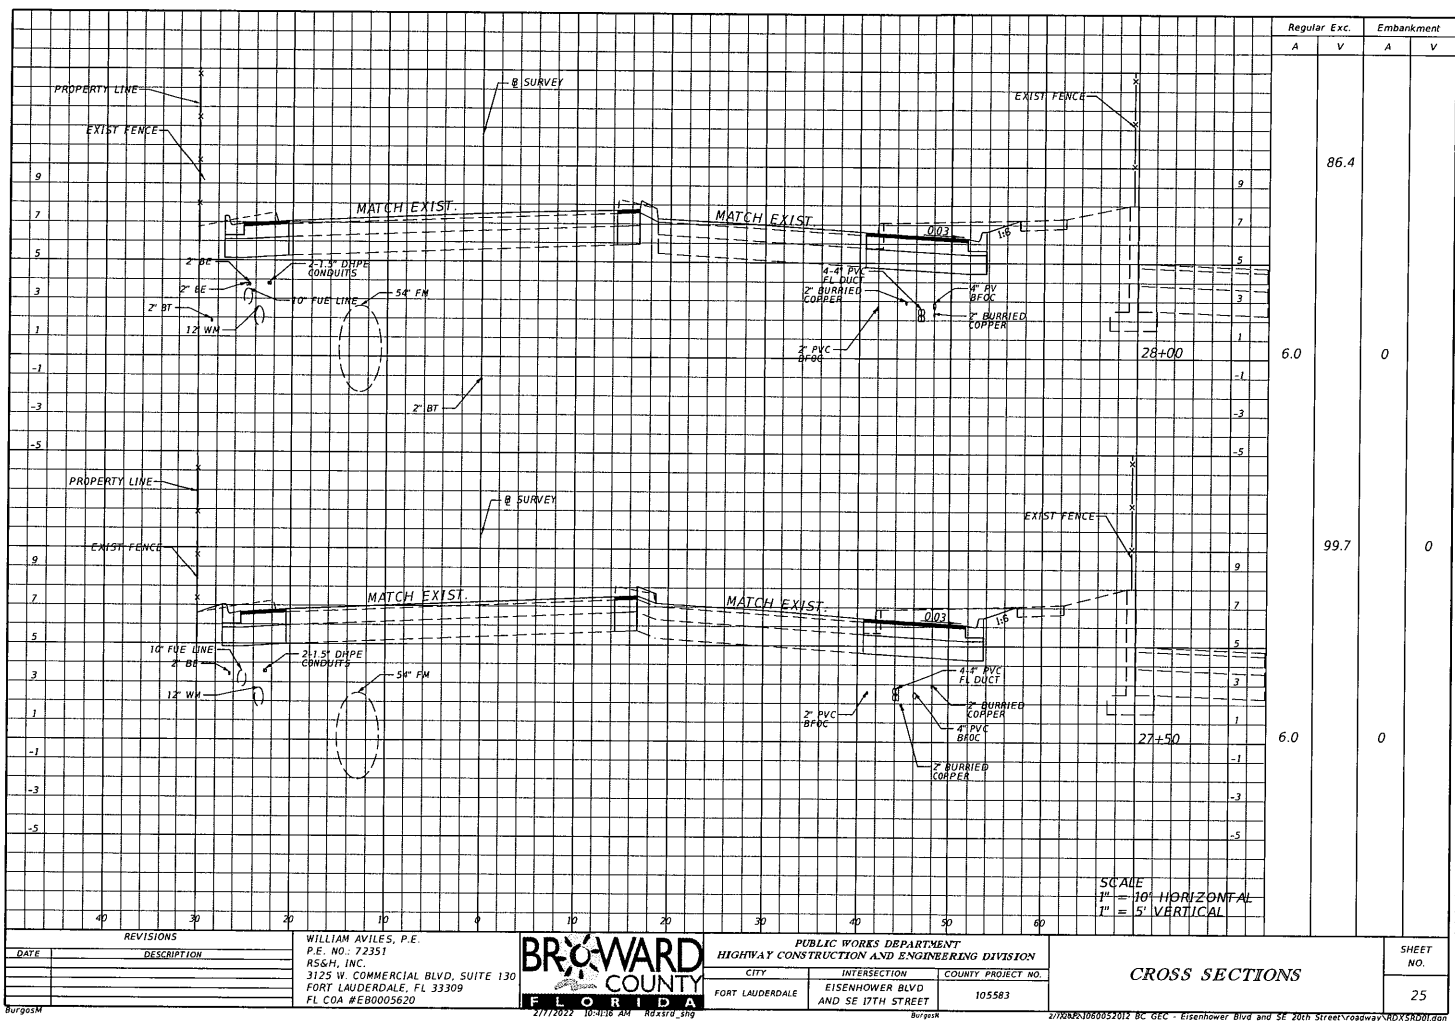 Regular Exc.
Embankment
A
V
A
V
PROPERTY LINE
EXIST FENCE
℄ SURVEY
EXIST FENCE
86.4
9
7
5
3
1
-1
-3
-5
MATCH EXIST.
MATCH EXIST.
0.03
1:6
2" BE
2-1.5" DHPE
CONDUITS
2" BE
10" FUE LINE
54" FM
2" BT
12" WM
4-4" PVC
FL DUCT
2" BURRIED
COPPER
4" PV
BFOC
2" BURRIED
COPPER
2" PVC
BFOC
2" BT
9
7
5
3
1
-1
-3
-5
28+00
6.0
0
PROPERTY LINE
℄ SURVEY
EXIST FENCE
EXIST FENCE
99.7
0
9
7
5
3
1
-1
-3
-5
MATCH EXIST.
MATCH EXIST.
0.03
1:6
10" FUE LINE
2-1.5" DHPE
CONDUITS
2" BE
54" FM
12" WM
4-4" PVC
FL DUCT
2" PVC
BFOC
2" BURRIED
COPPER
4" PVC
BFOC
2" BURRIED
COPPER
9
7
5
3
1
-1
-3
-5
27+50
6.0
0
SCALE
1" = 10' HORIZONTAL
1" = 5' VERTICAL
40
30
20
10
0
10
20
30
40
50
60
REVISIONS
DATE
DESCRIPTION
WILLIAM AVILES, P.E.
P.E. NO.: 72351
RS&H, INC.
3125 W. COMMERCIAL BLVD, SUITE 130
FORT LAUDERDALE, FL 33309
FL COA #EB0005620
BROWARD
COUNTY
FLORIDA
PUBLIC WORKS DEPARTMENT
HIGHWAY CONSTRUCTION AND ENGINEERING DIVISION
CITY
INTERSECTION
COUNTY PROJECT NO.
FORT LAUDERDALE
EISENHOWER BLVD
AND SE 17TH STREET
105583
CROSS SECTIONS
SHEET
NO.
25
BurgosM
2/7/2022 10:41:16 AM Rdxsrd_shg
BC GEC - Eisenhower Blvd and SE 20th Street\roadway\RDXSRD01.dgn